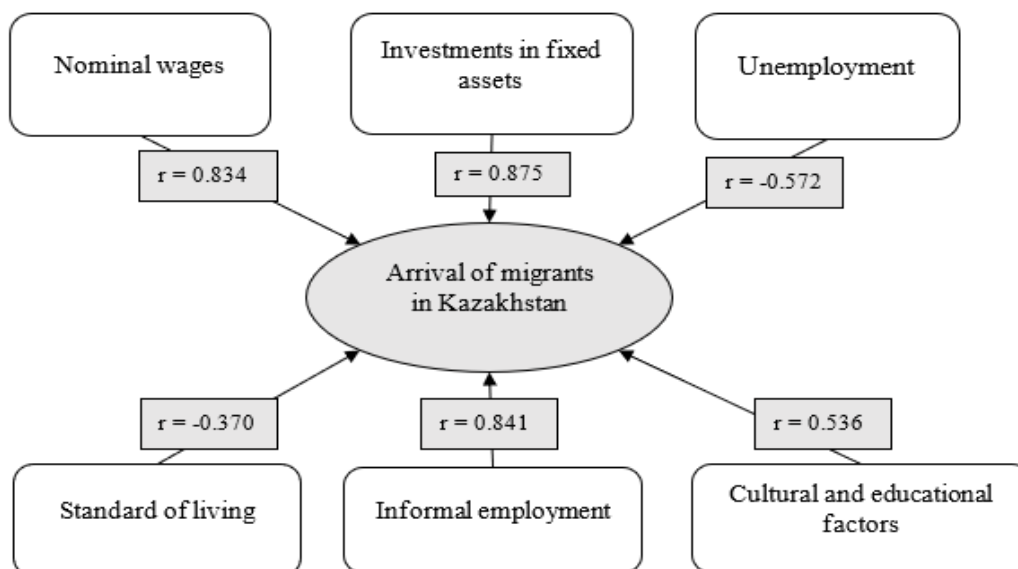 Nominal wages
Investments in fixed
assets
Unemployment
r = 0.834
r = 0.875
r = -0.572
Arrival of migrants
in Kazakhstan
r = -0.370
r = 0.841
r = 0.536
Standard of living
Informal employment
Cultural and educational
factors